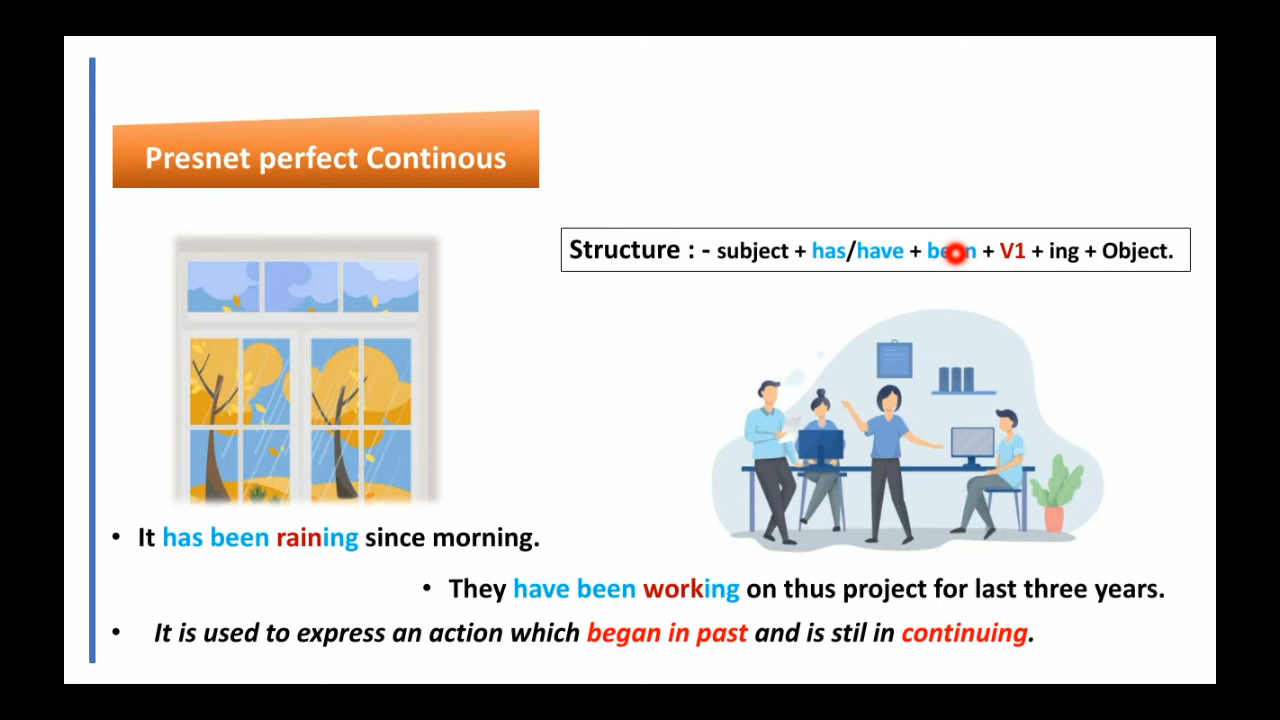 Presnet perfect Continous
Structure : - subject + has/have + been + V1 + ing + Object.
• It has been raining since morning.
• They have been working on thus project for last three years.
• It is used to express an action which began in past and is stil in continuing.